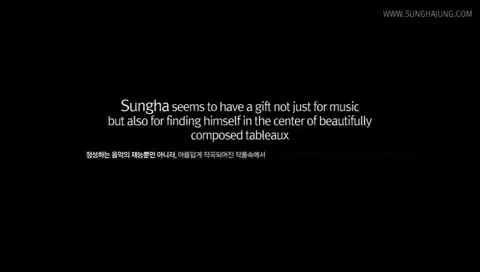 WWW.SUNGHAJUNG.COM
Sungha seems to have a gift not just for music
but also for finding himself in the center of beautifully
composed tableaux
정성하는 음악의 재능뿐만 아니라, 아름답게 작곡되어진 작품속에서